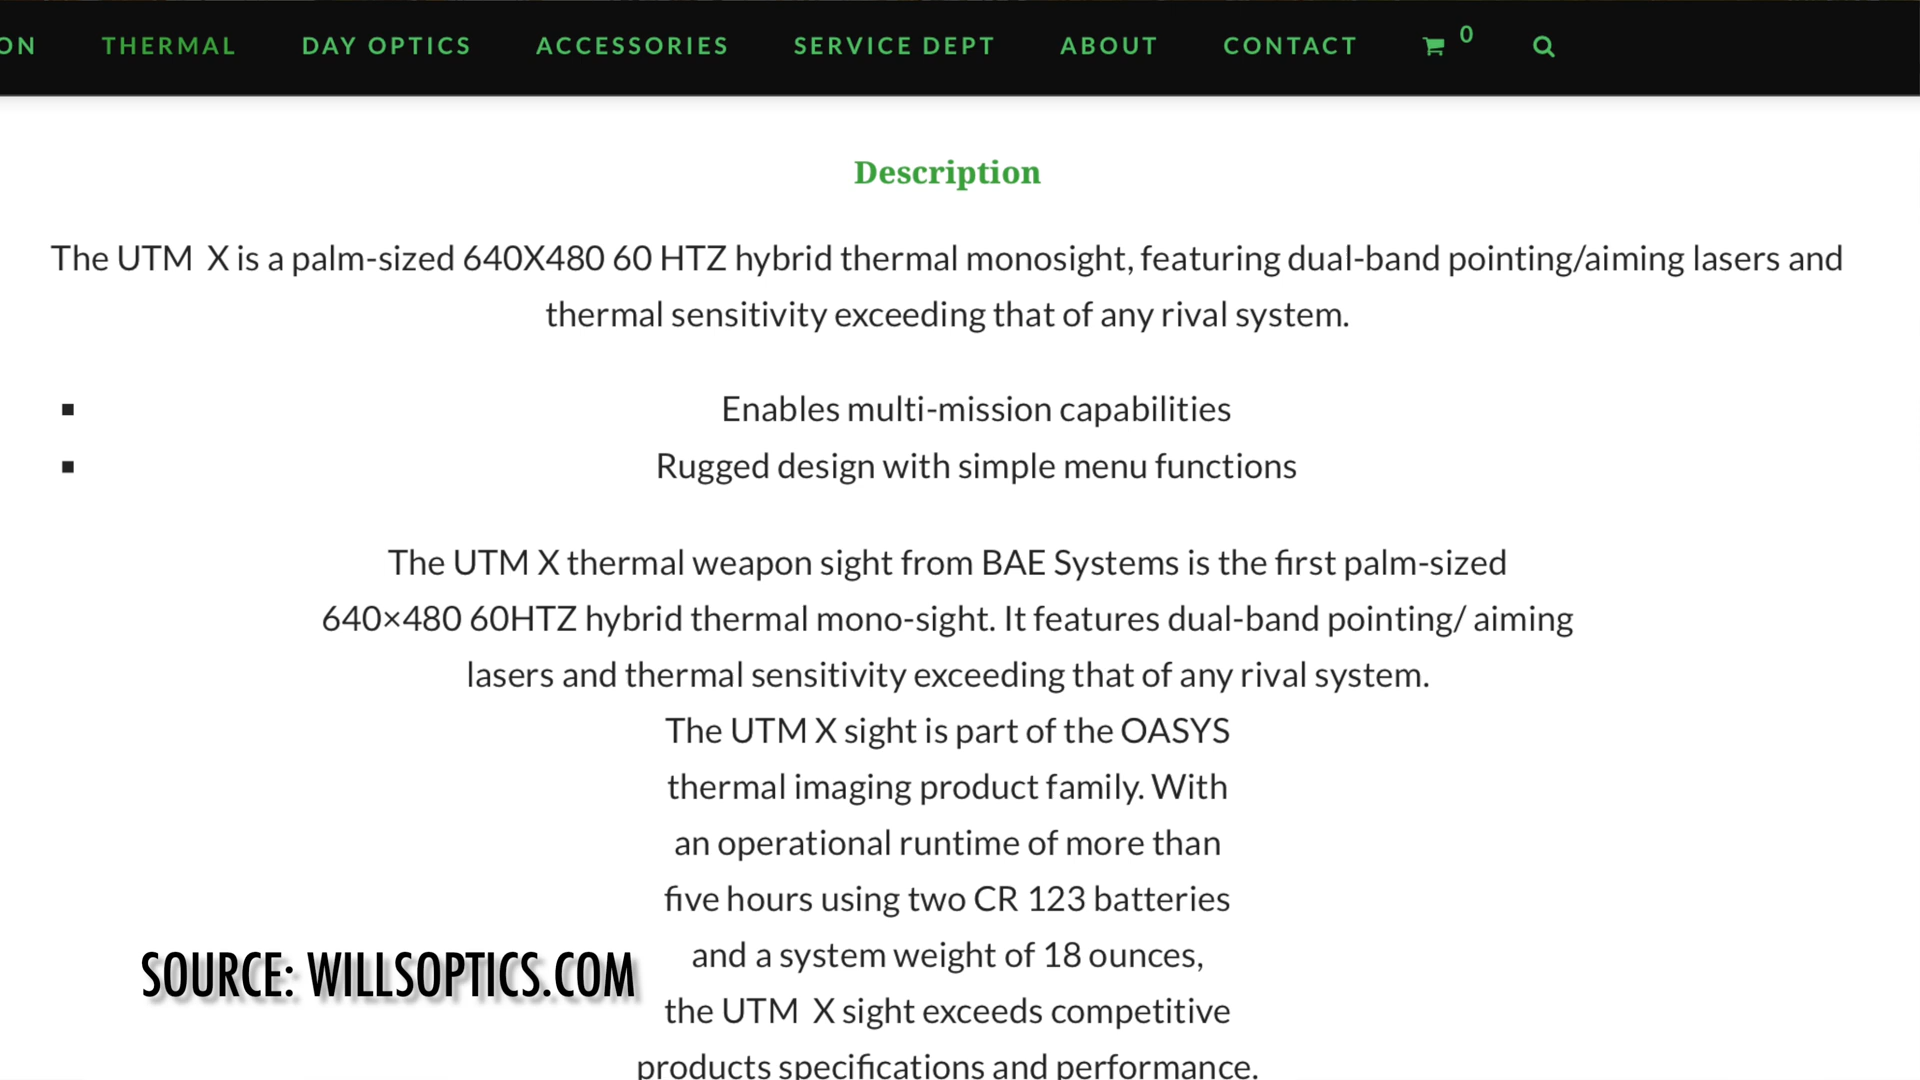 ON THERMAL DAY OPTICS ACCESSORIES SERVICE DEPT ABOUT CONTACT 0
Description
The UTM X is a palm-sized 640X480 60 HTZ hybrid thermal monosight, featuring dual-band pointing/aiming lasers and
thermal sensitivity exceeding that of any rival system.
▪ Enables multi-mission capabilities
▪ Rugged design with simple menu functions
The UTM X thermal weapon sight from BAE Systems is the first palm-sized
640×480 60HTZ hybrid thermal mono-sight. It features dual-band pointing/ aiming
lasers and thermal sensitivity exceeding that of any rival system.
The UTM X sight is part of the OASYS
thermal imaging product family. With
an operational runtime of more than
five hours using two CR 123 batteries
and a system weight of 18 ounces,
the UTM X sight exceeds competitive
products specifications and performance.
SOURCE: WILLSOPTICS.COM